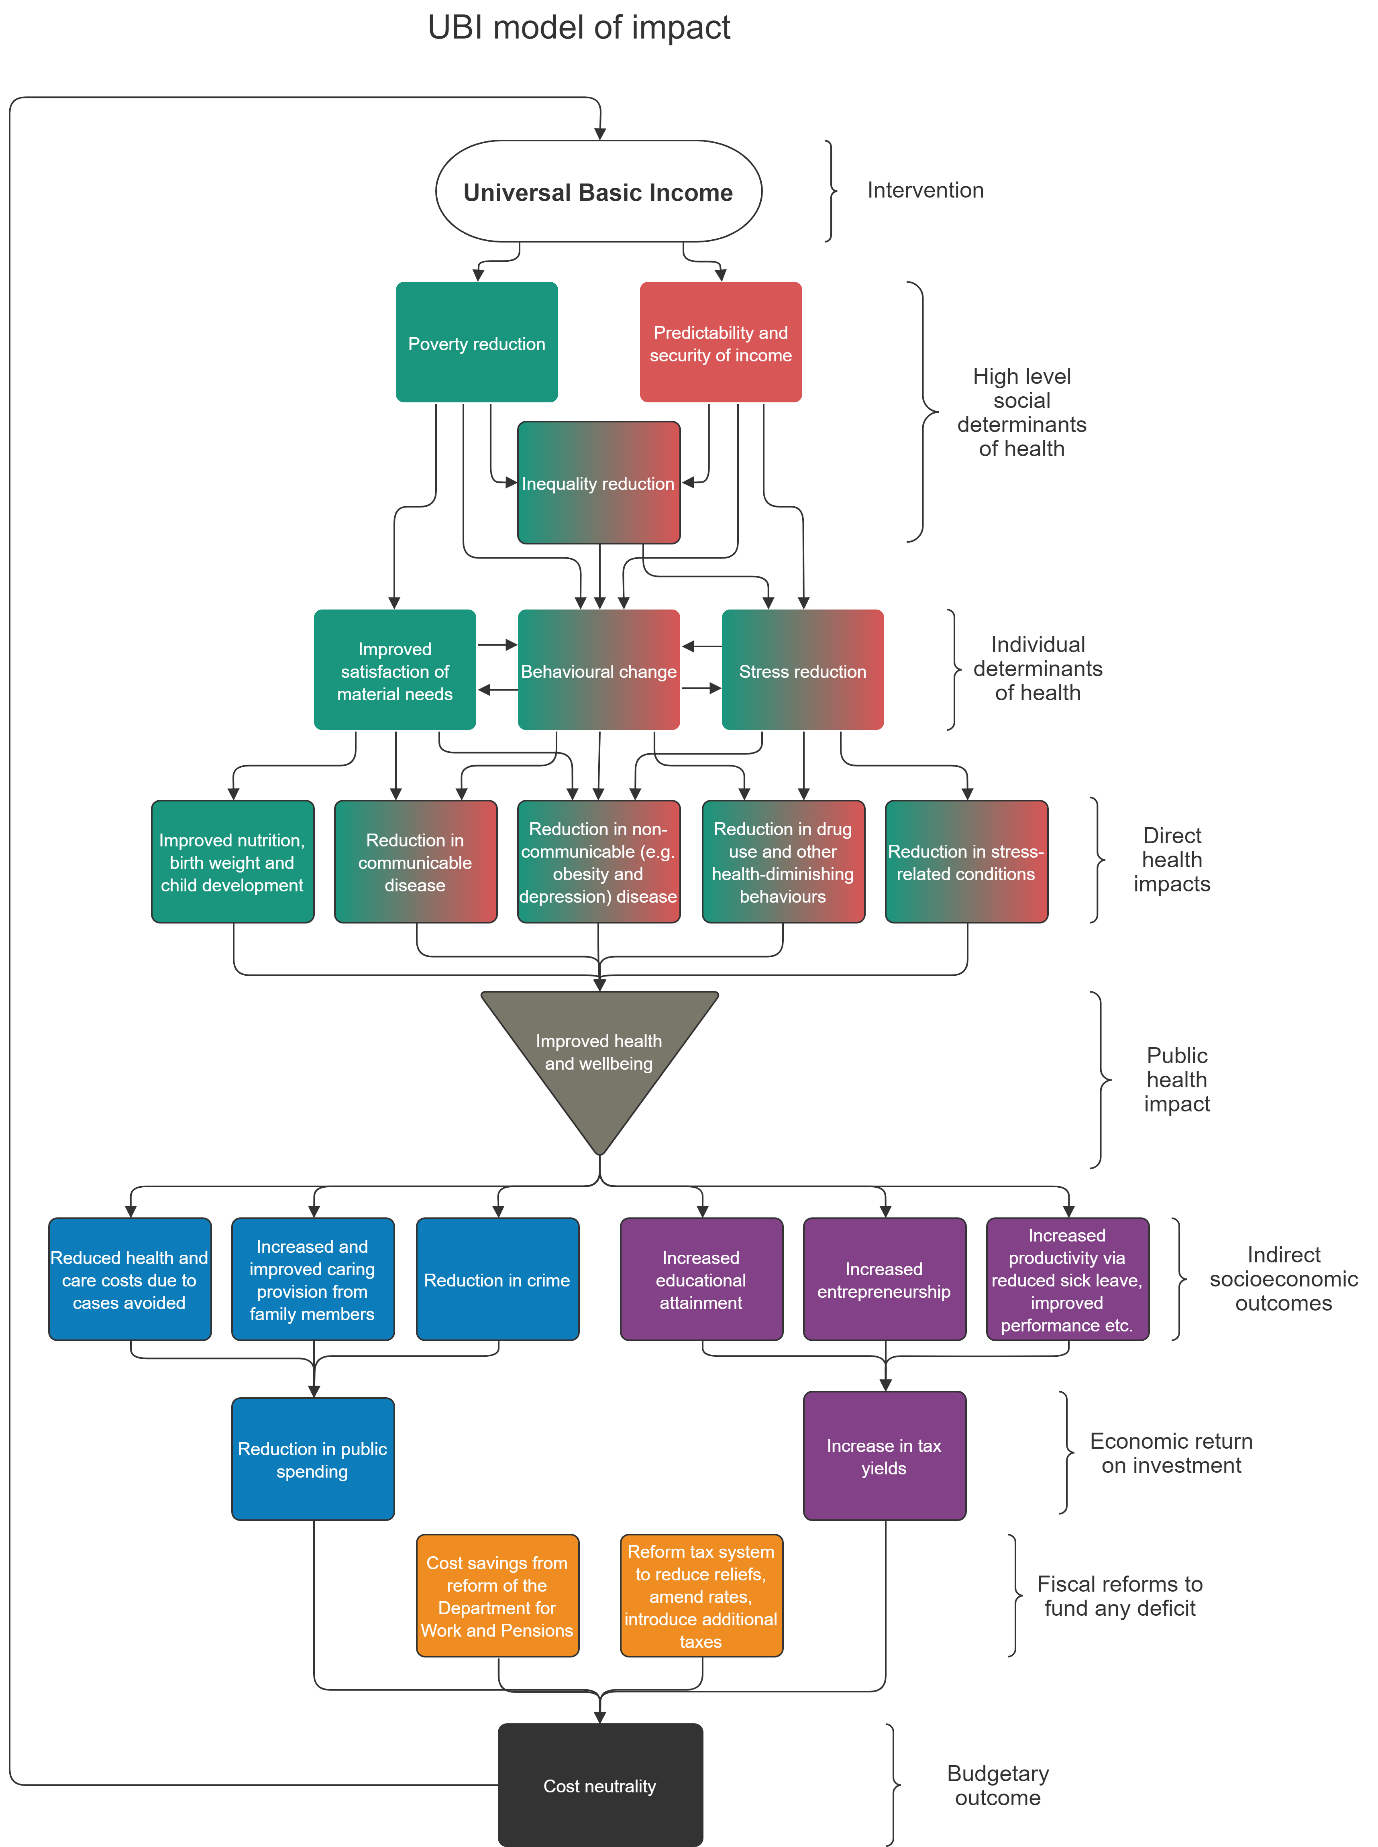 UBI model of impact
Universal Basic Income
Intervention
Poverty reduction
Predictability and
security of income
Inequality reduction
High level
social
determinants
of health
Improved
satisfaction of
material needs
Behavioural change
Stress reduction
Individual
determinants
of health
Improved nutrition,
birth weight and
child development
Reduction in
communicable
disease
Reduction in non-
communicable (e.g.
obesity and
depression) disease
Reduction in drug
use and other
health-diminishing
behaviours
Reduction in stress-
related conditions
Direct
health
impacts
Improved health
and wellbeing
Public
health
impact
Reduced health and
care costs due to
cases avoided
Increased and
improved caring
provision from
family members
Reduction in crime
Increased
educational
attainment
Increased
entrepreneurship
Increased
productivity via
reduced sick leave,
improved
performance etc.
Indirect
socioeconomic
outcomes
Reduction in public
spending
Increase in tax
yields
Economic return
on investment
Cost savings from
reform of the
Department for
Work and Pensions
Reform tax system
to reduce reliefs,
amend rates,
introduce additional
taxes
Fiscal reforms to
fund any deficit
Cost neutrality
Budgetary
outcome